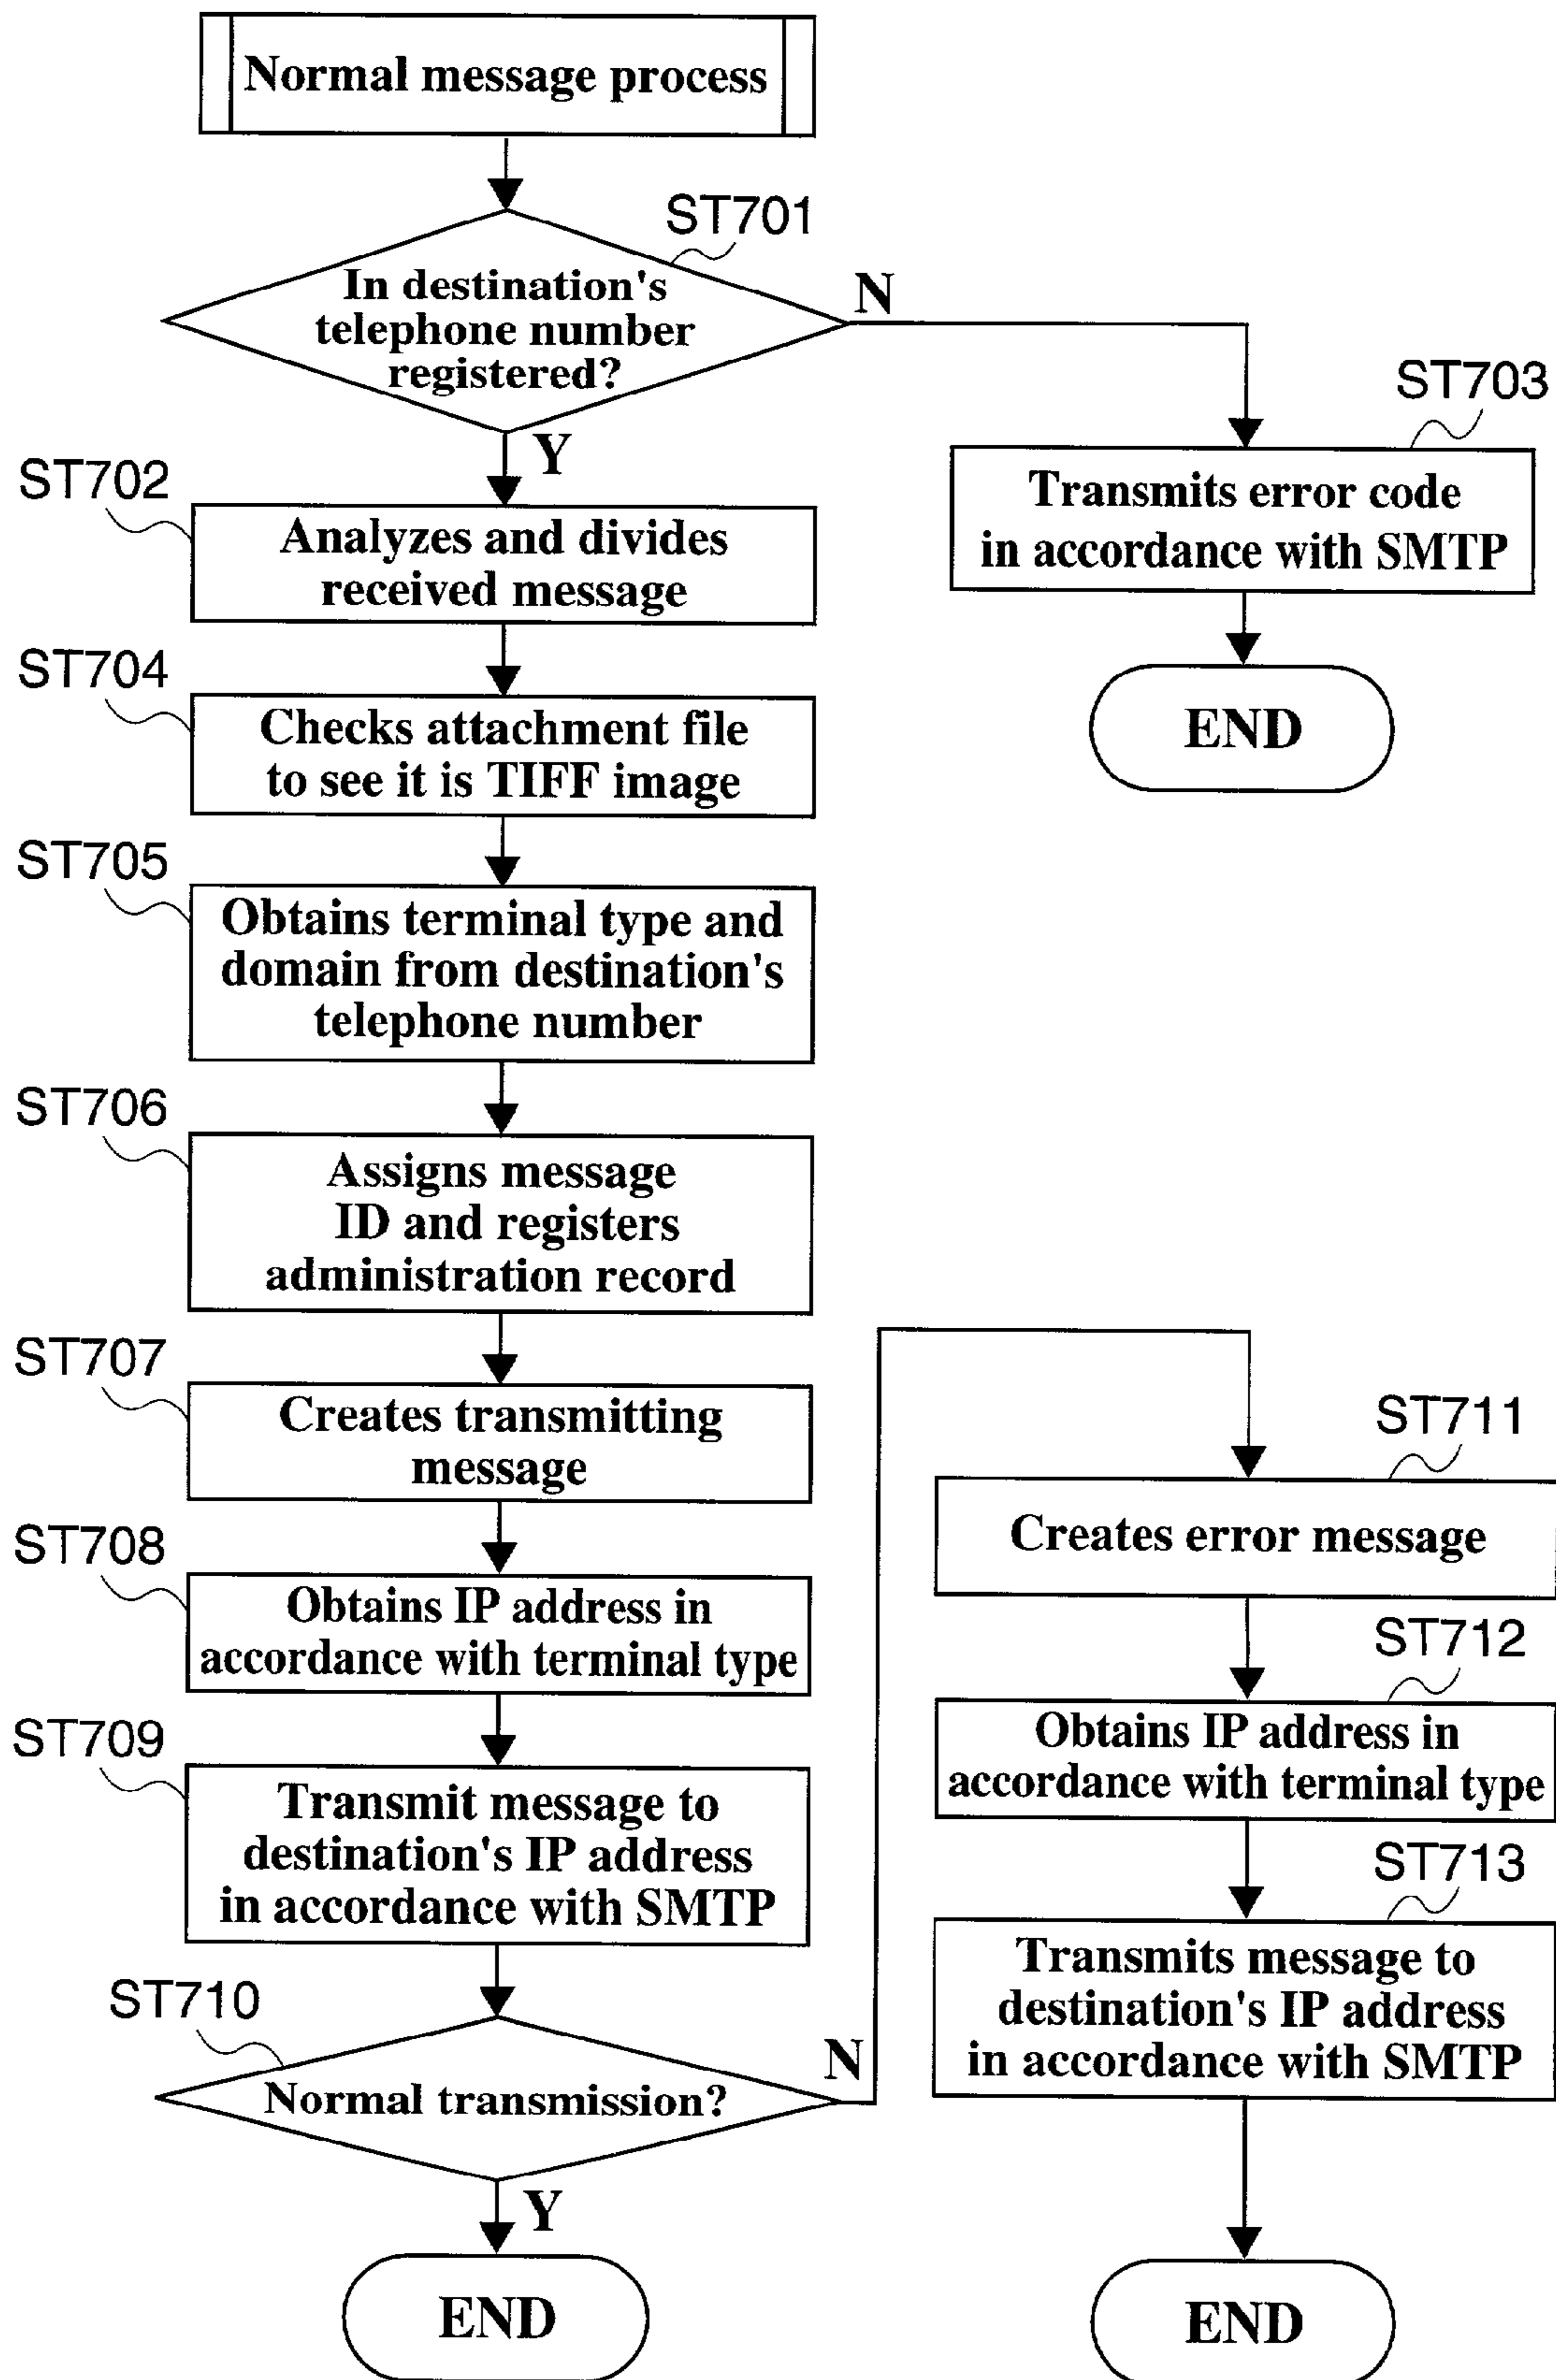 Normal message process
ST701
In destination's
telephone number
registered?
N
Y
ST703
Transmits error code
in accordance with SMTP
END
ST702
Analyzes and divides
received message
ST704
Checks attachment file
to see it is TIFF image
ST705
Obtains terminal type and
domain from destination's
telephone number
ST706
Assigns message
ID and registers
administration record
ST707
Creates transmitting
message
ST708
Obtains IP address in
accordance with terminal type
ST709
Transmit message to
destination's IP address
in accordance with SMTP
ST710
Normal transmission?
N
Y
END
ST711
Creates error message
ST712
Obtains IP address in
accordance with terminal type
ST713
Transmits message to
destination's IP address
in accordance with SMTP
END